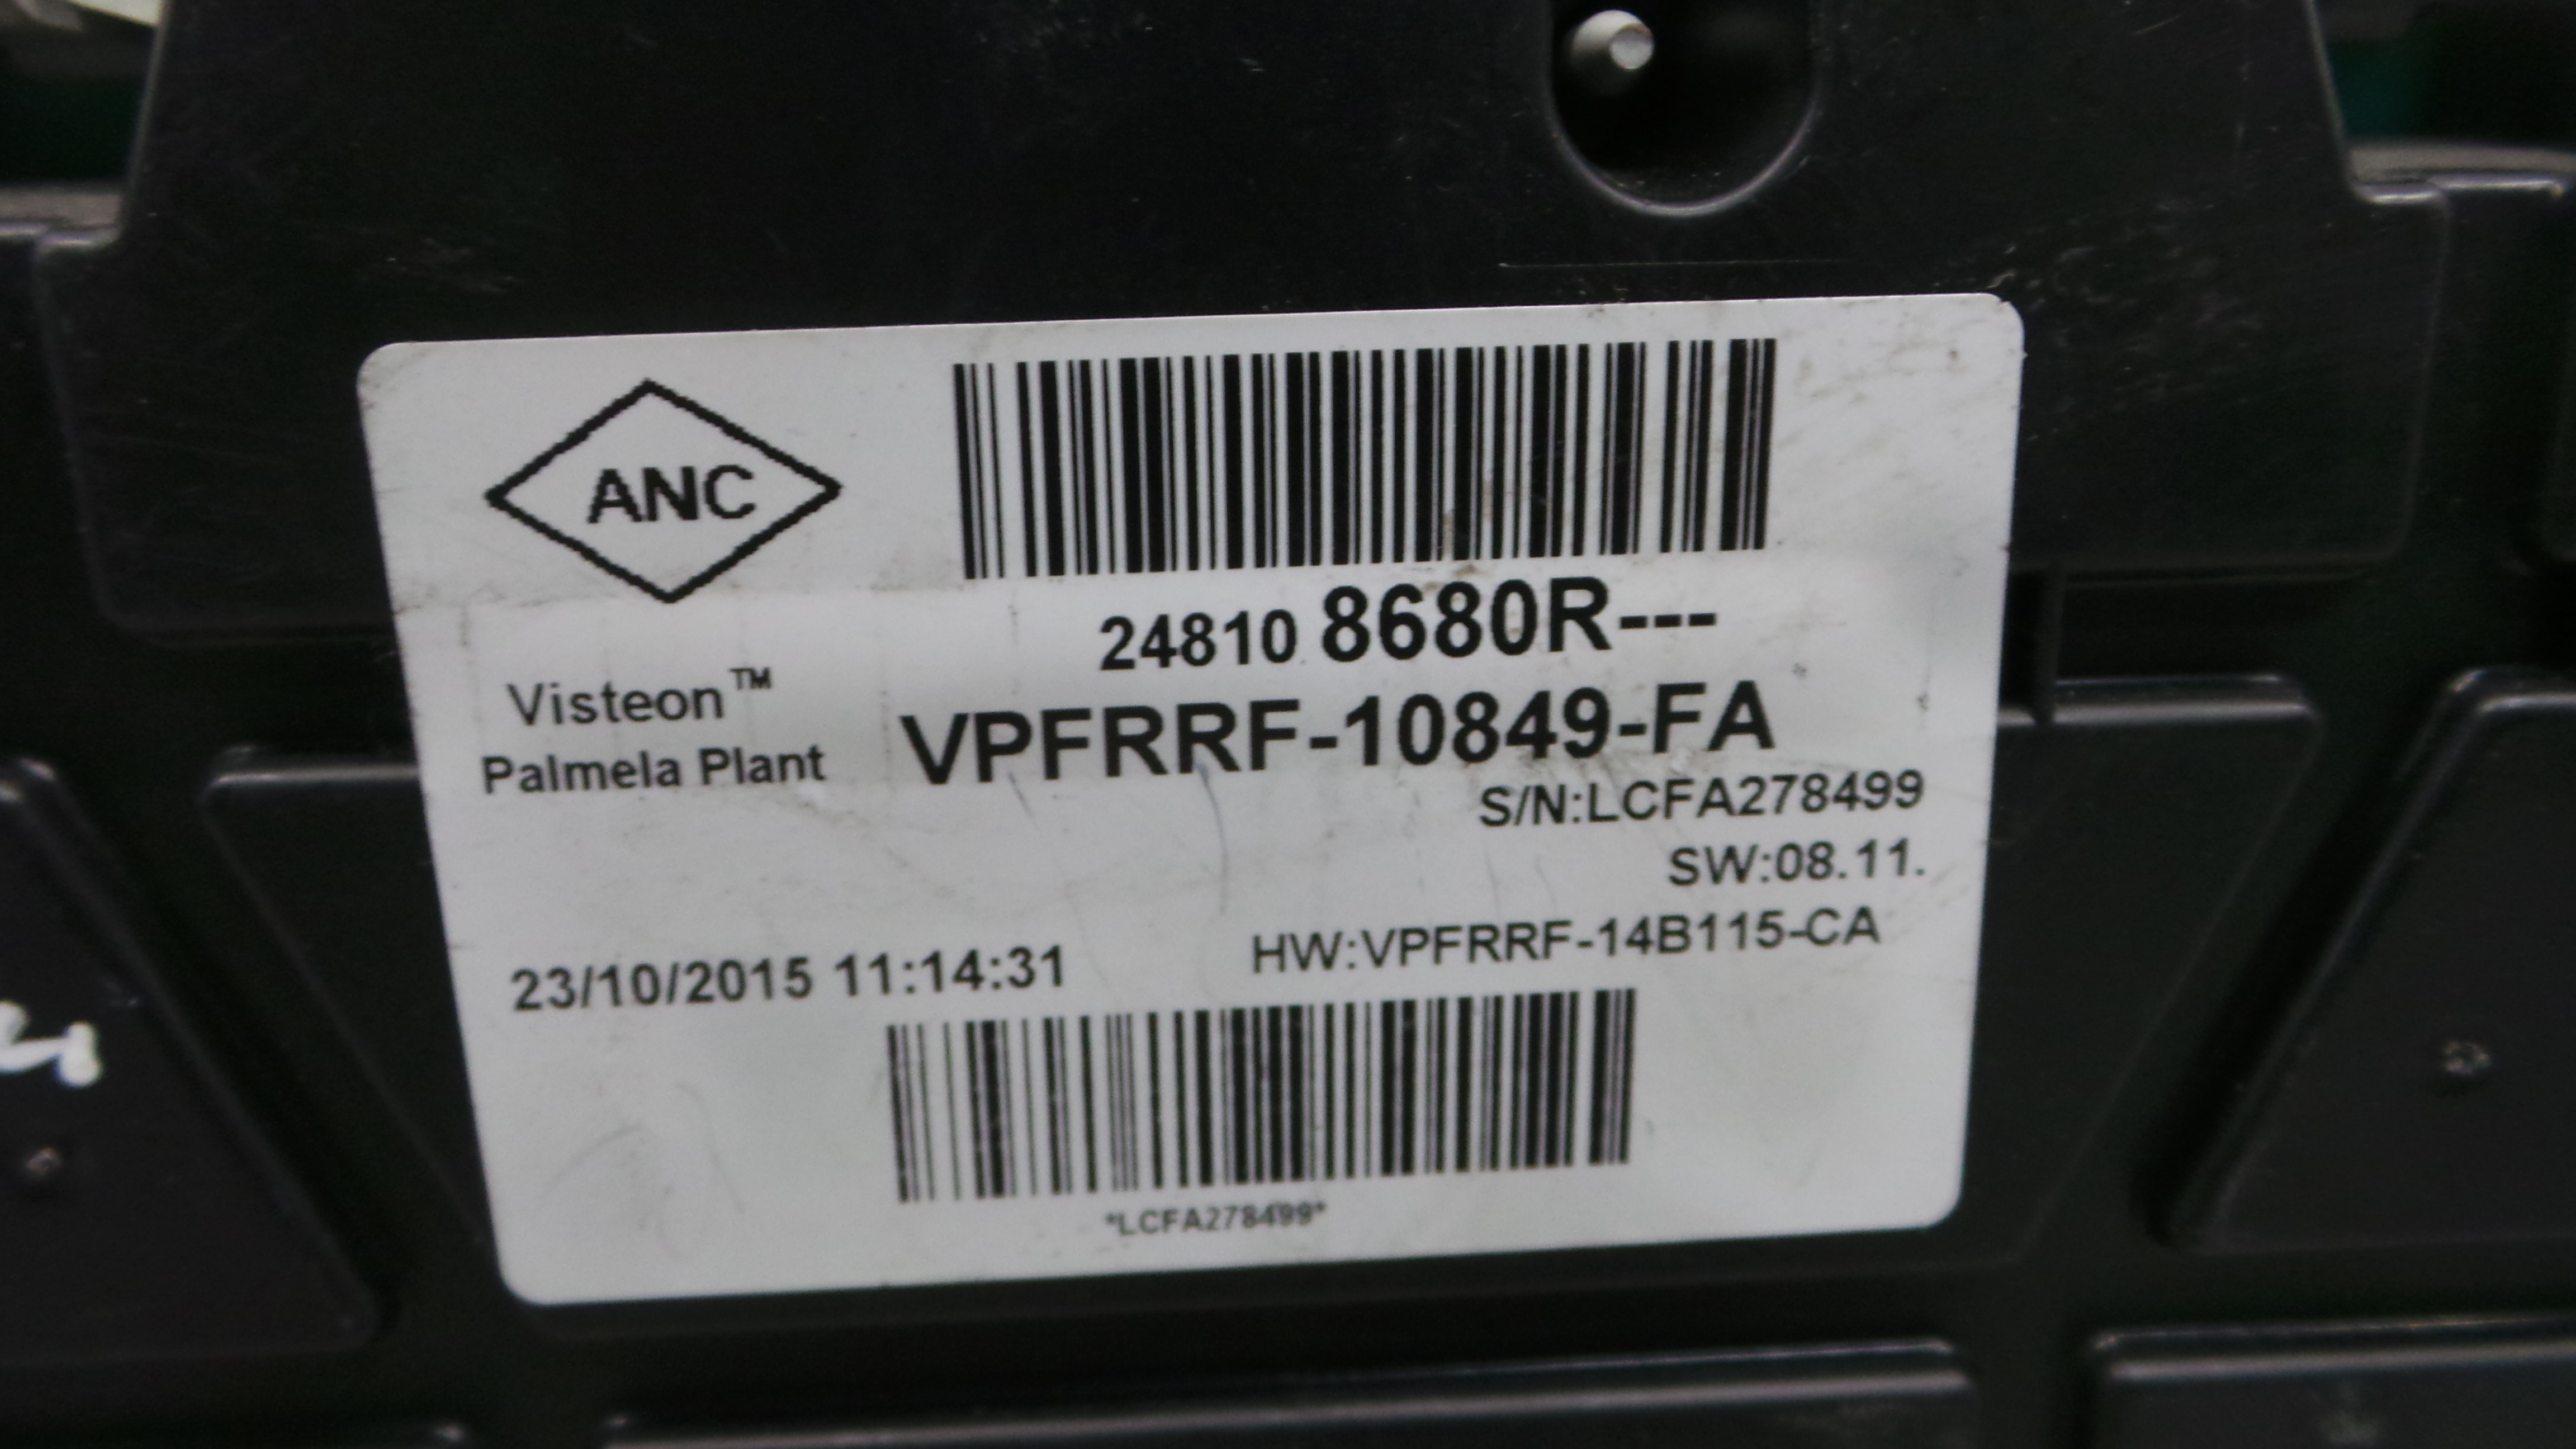 ANC
24810 8680R---
Visteon™
Palmela Plant
VPFRRF-10849-FA
S/N:LCFA278499
SW:08.11.
23/10/2015 11:14:31
HW:VPFRRF-14B115-CA
*LCFA278499*